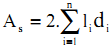 A_s = 2.∑_{i=1}^{n} l_i d_i